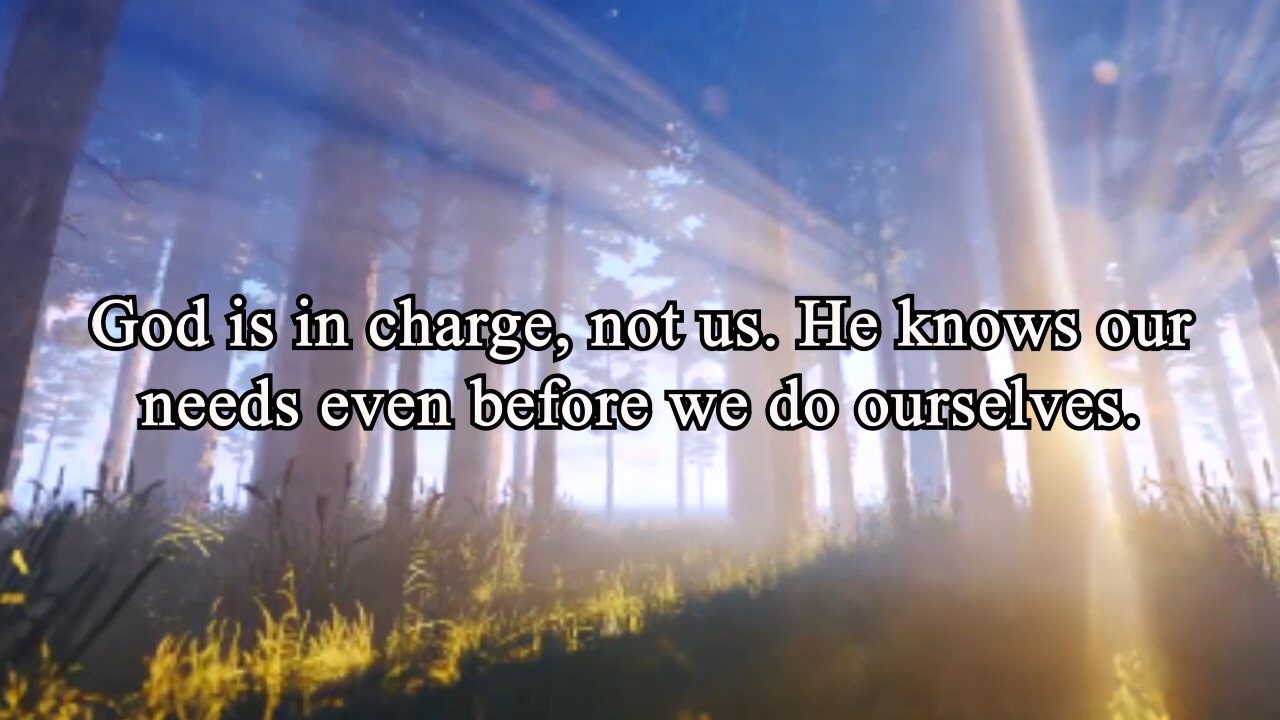 God is in charge, not us. He knows our
needs even before we do ourselves.